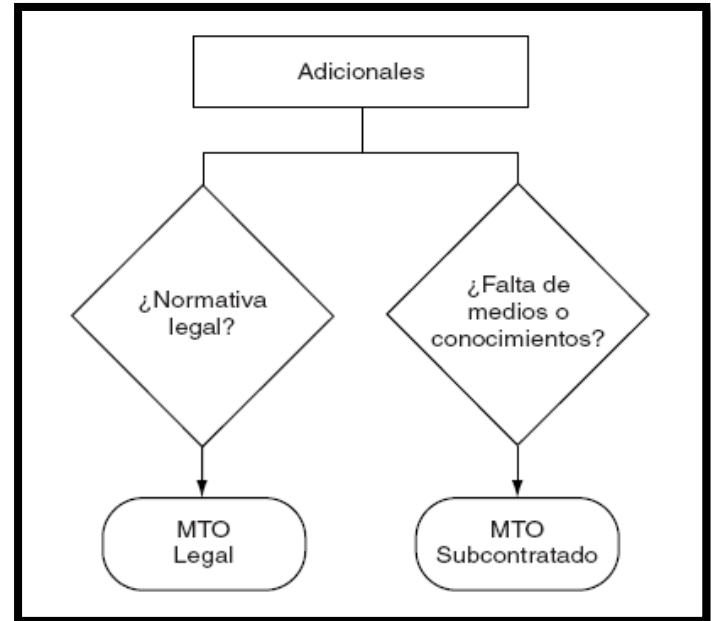 Adicionales
¿Normativa
legal?
¿Falta de
medios o
conocimientos?
MTO
Legal
MTO
Subcontratado